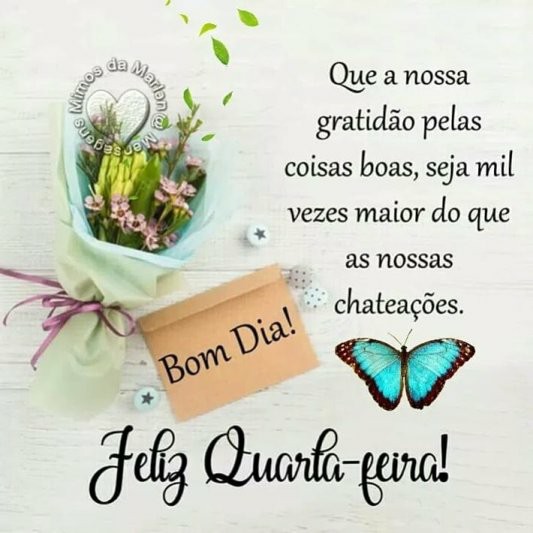 Mimos da Marlen@ Mensagens
Que a nossa
gratidão pelas
coisas boas, seja mil
vezes maior do que
as nossas
chateações.
Bom Dia!
Feliz Quarta-feira!